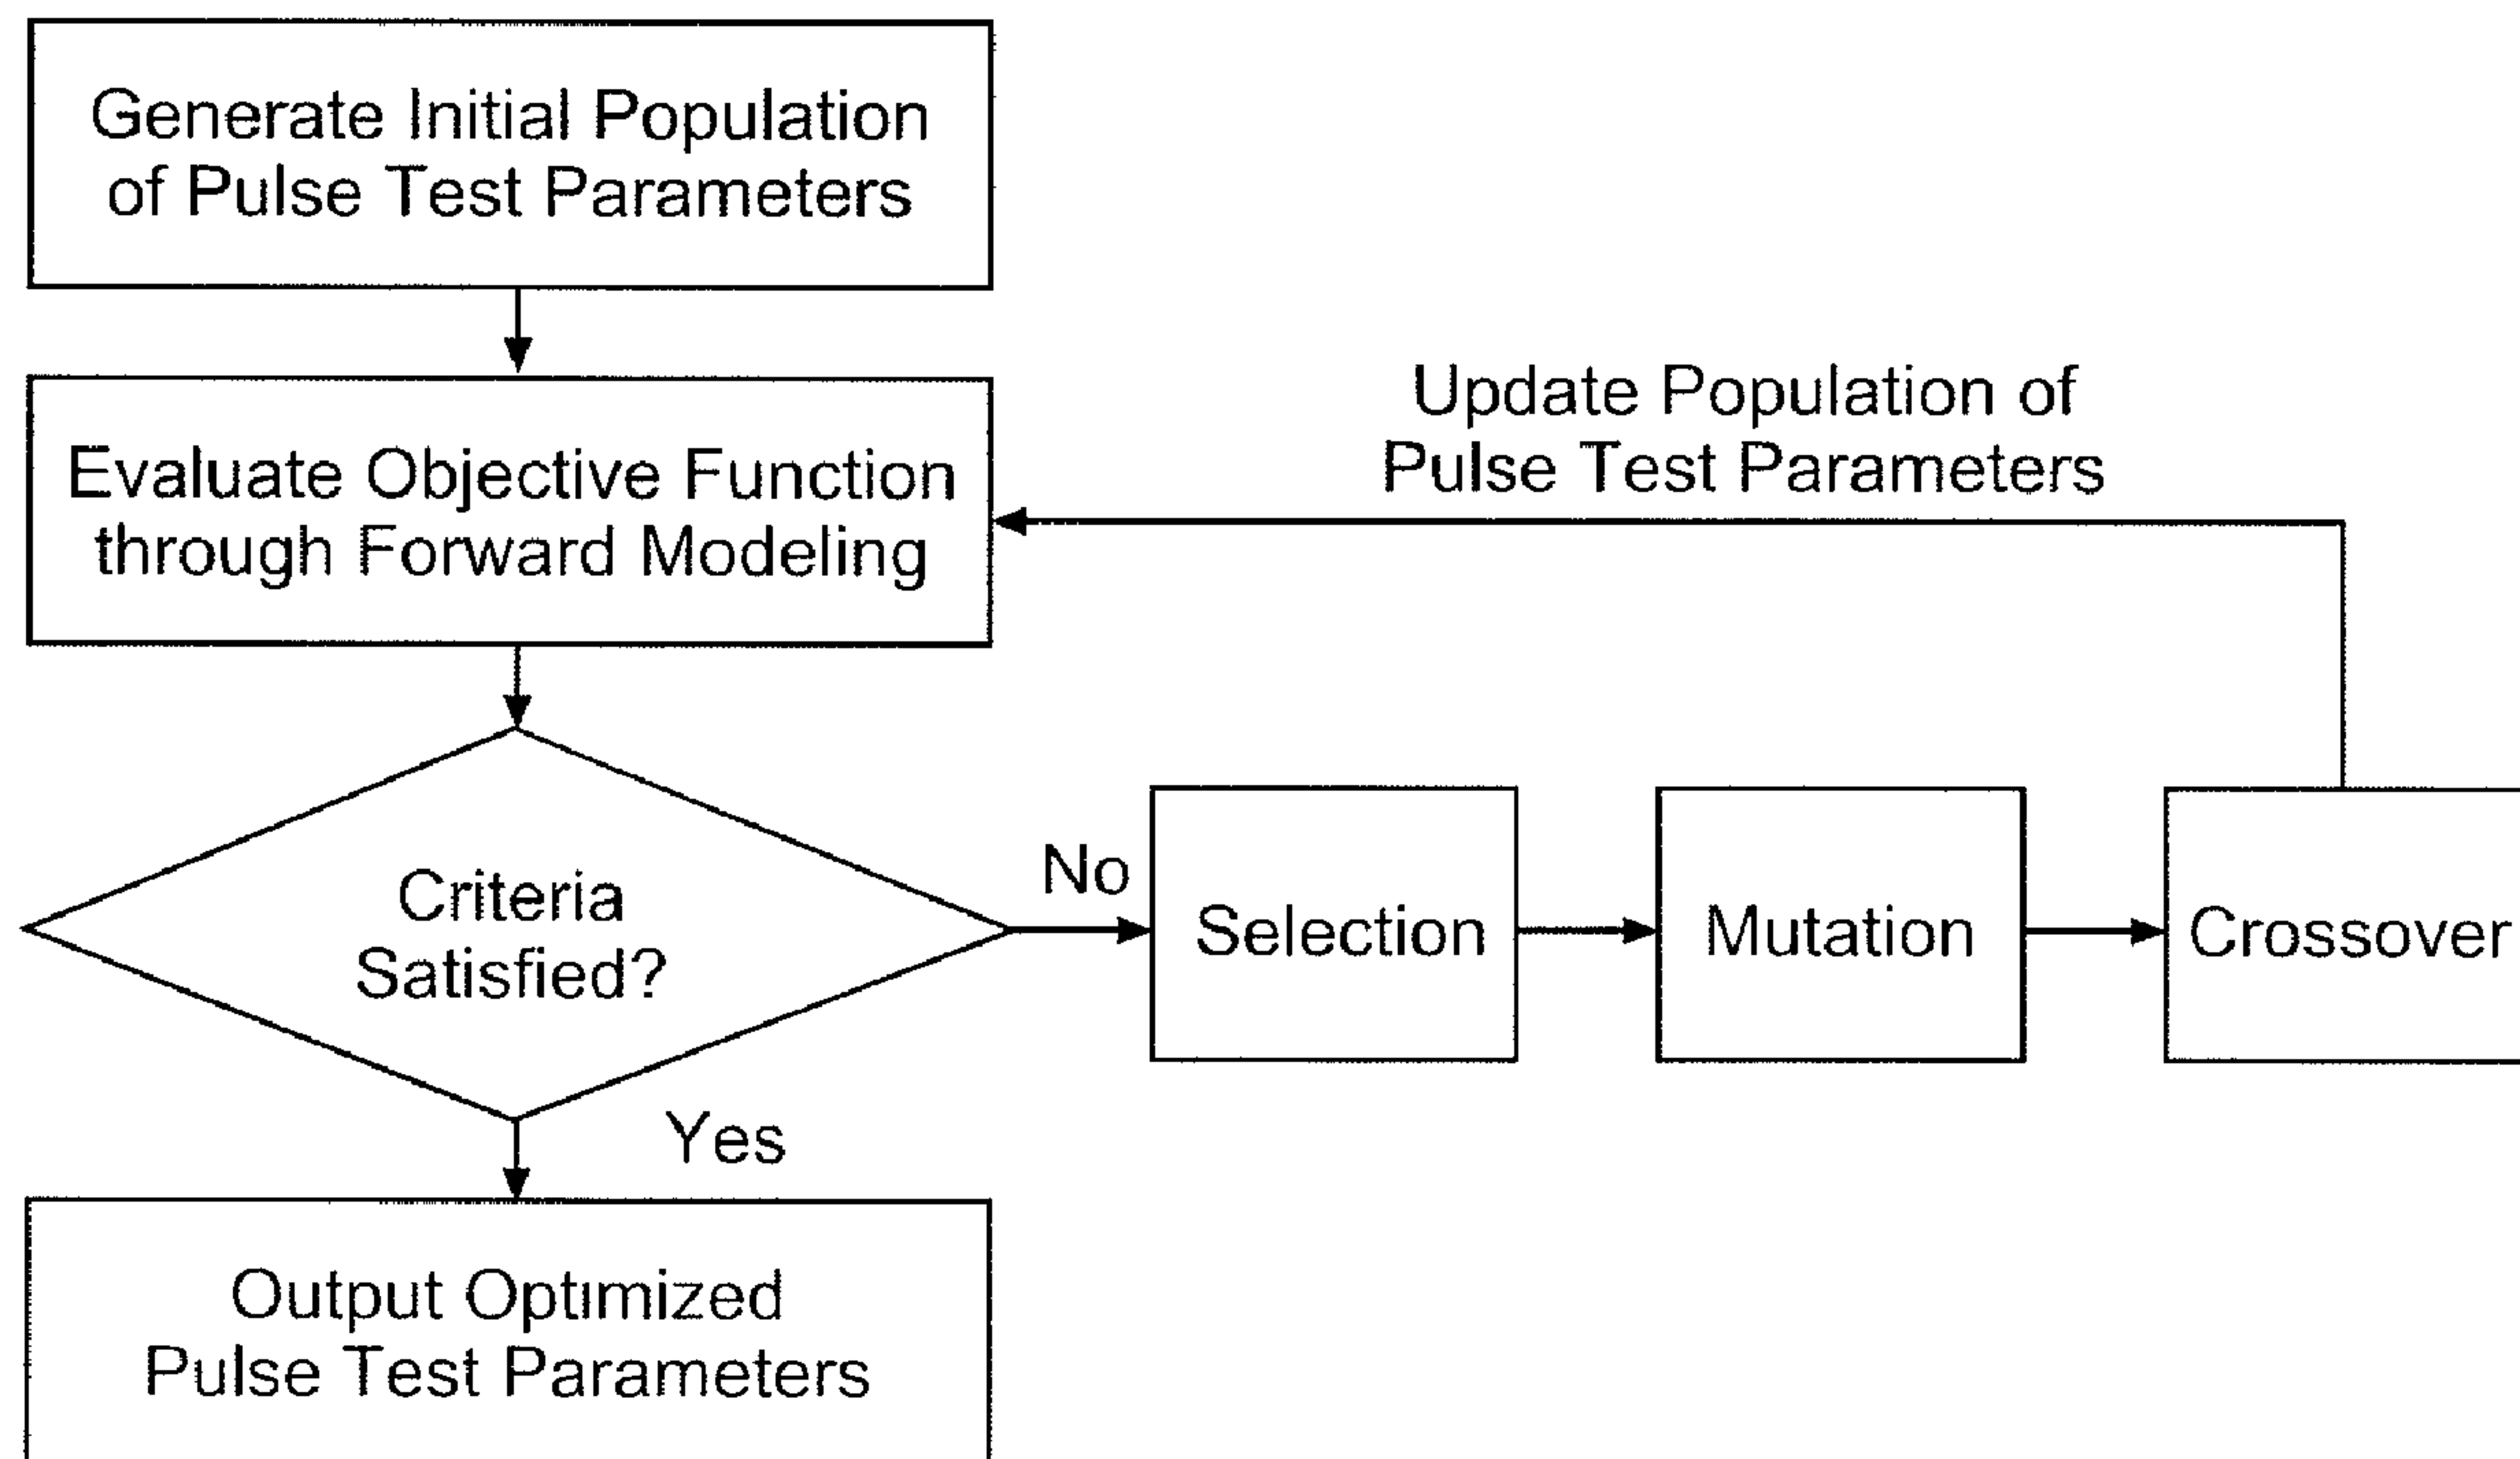 Generate Initial Population
of Pulse Test Parameters
Evaluate Objective Function
through Forward Modeling
Update Population of
Pulse Test Parameters
Criteria
Satisfied?
No
Selection
Mutation
Crossover
Yes
Output Optimized
Pulse Test Parameters